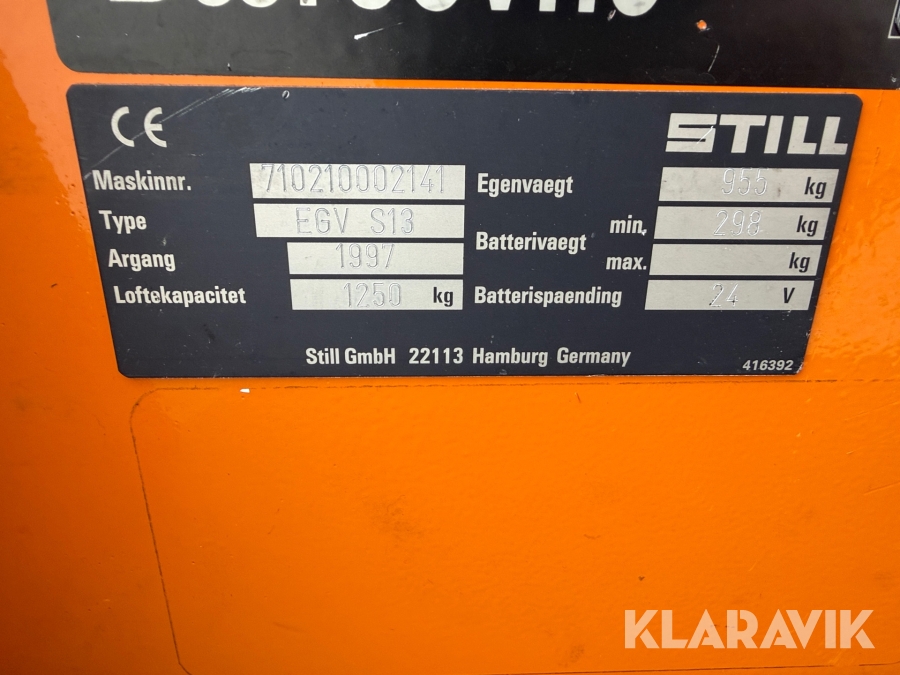 CE
STILL
Maskinnr. 710210002141
Egenvaegt 955 kg
Type EGV S13
Batterivaegt min. 298 kg
max. kg
Argang 1997
Loftekapacitet 1250 kg
Batterispaending 24 V
Still GmbH 22113 Hamburg Germany
416392
KLARAVIK